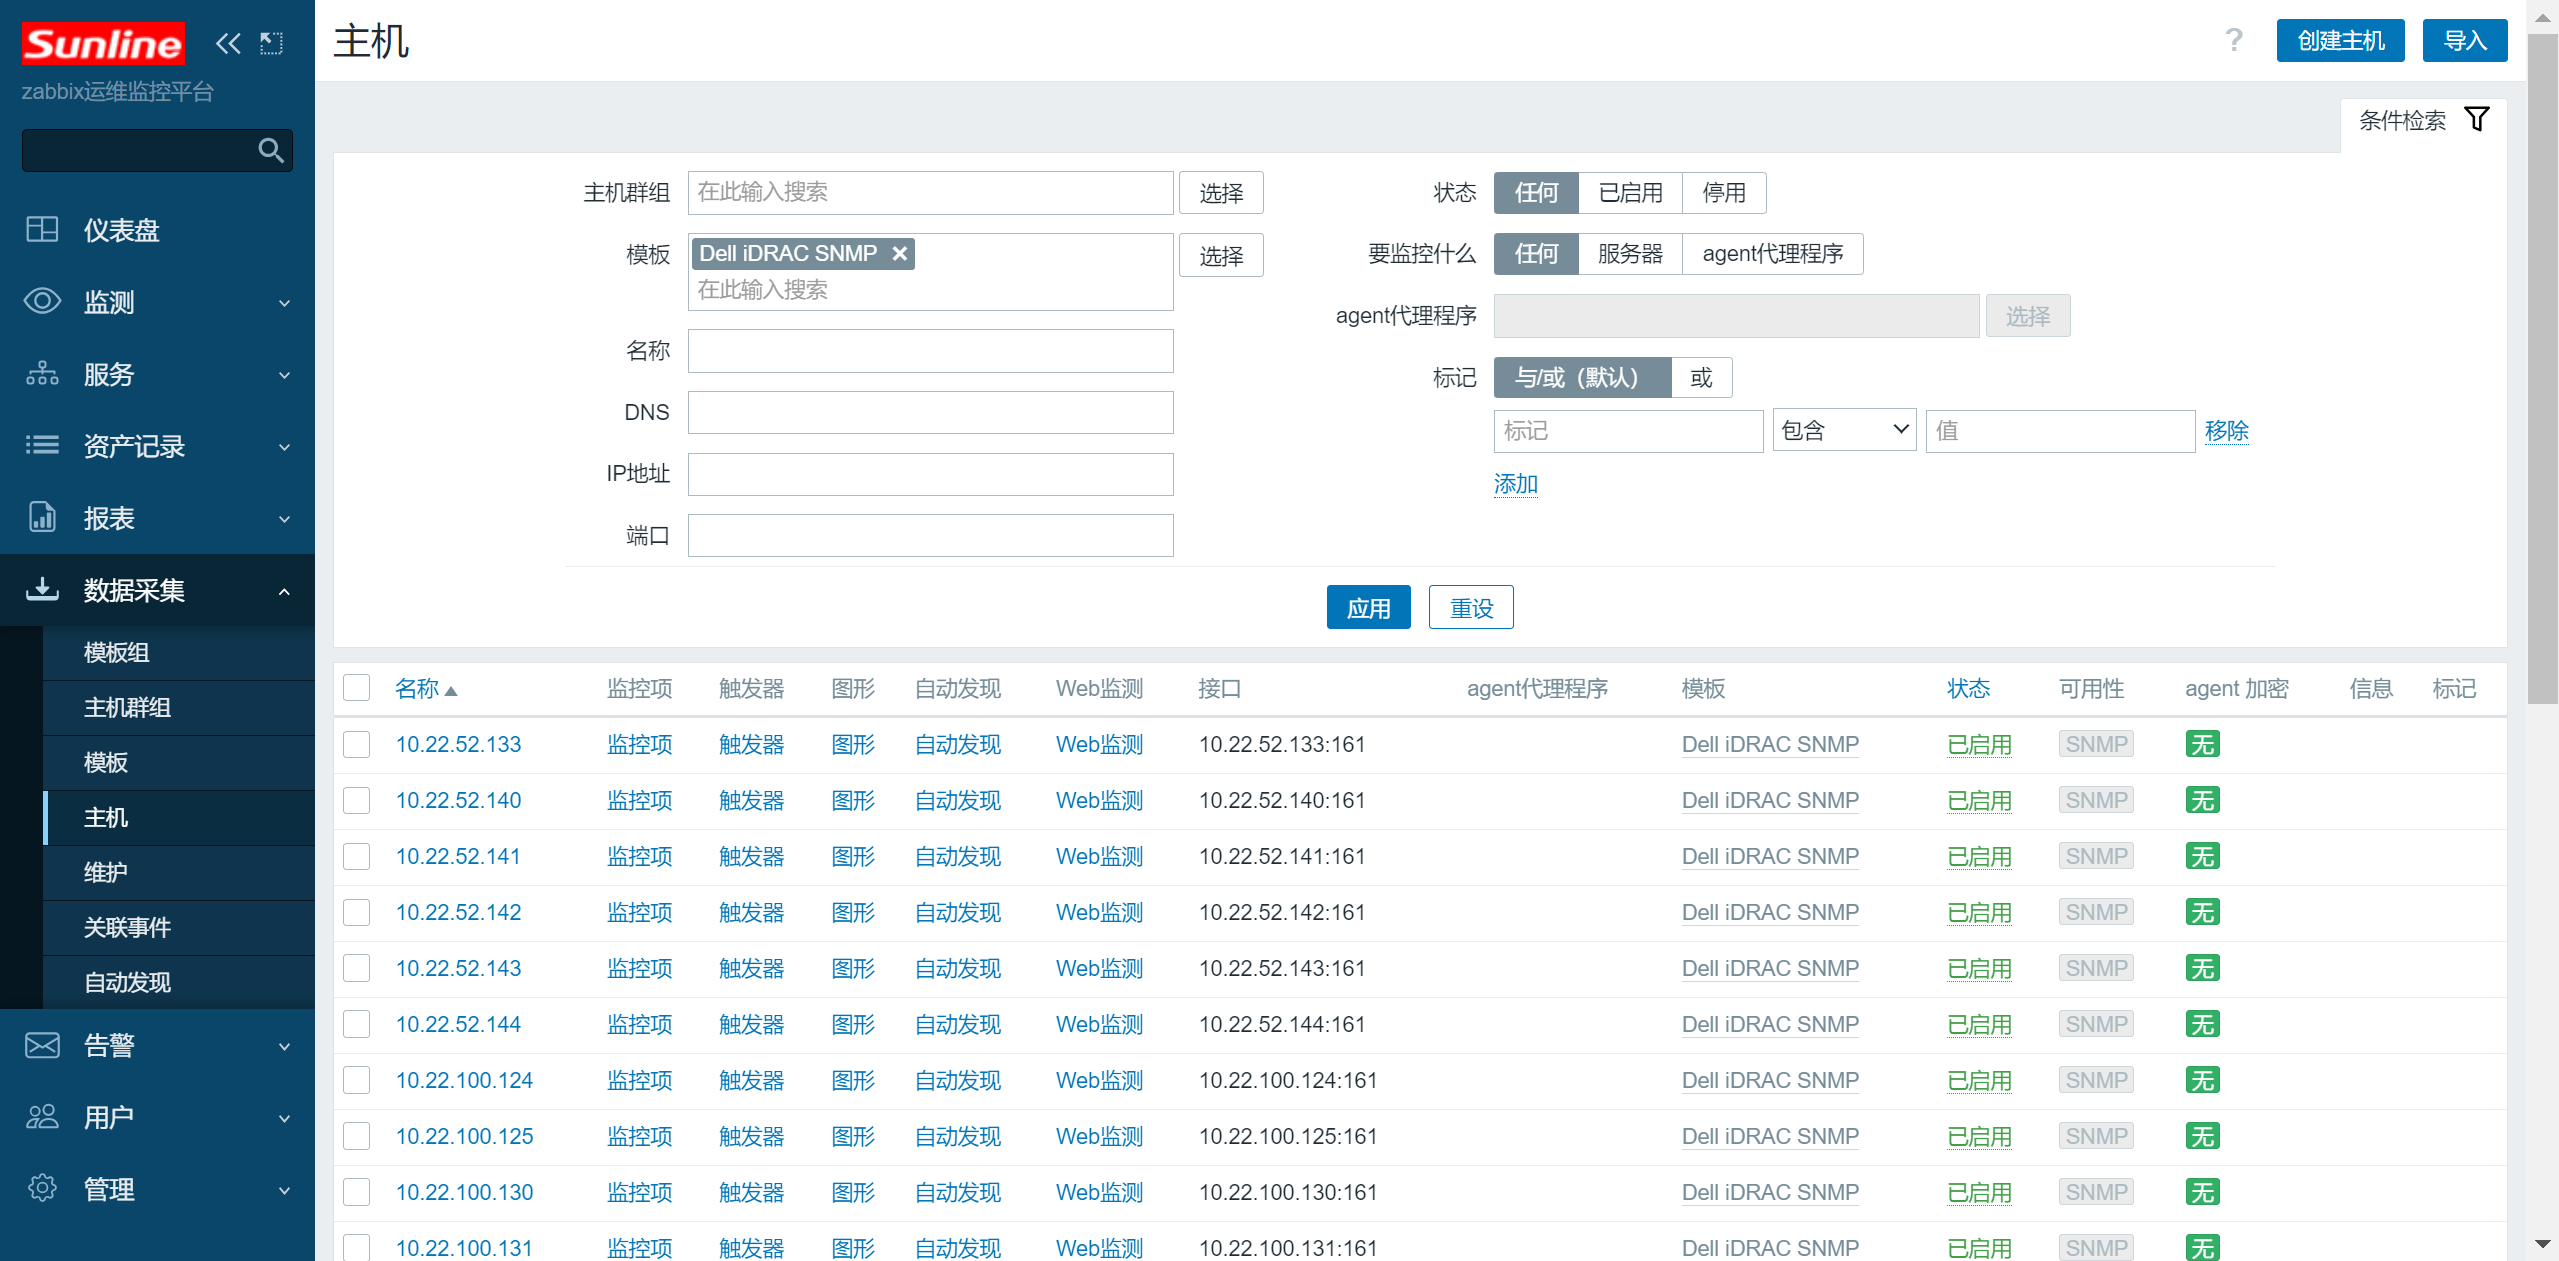 Sunline
zabbix运维监控平台
仪表盘
监测
服务
资产记录
报表
数据采集
模板组
主机群组
模板
主机
维护
关联事件
自动发现
告警
用户
管理
主机
?
创建主机
导入
条件检索
主机群组 在此输入搜索 选择
模板 Dell iDRAC SNMP 选择
在此输入搜索
名称
DNS
IP地址
端口
状态 任何 已启用 停用
要监控什么 任何 服务器 agent代理程序
agent代理程序 选择
标记 与/或（默认） 或
标记 包含 值 移除
添加
应用 重设
名称 监控项 触发器 图形 自动发现 Web监测 接口 agent代理程序 模板 状态 可用性 agent 加密 信息 标记
10.22.52.133 监控项 触发器 图形 自动发现 Web监测 10.22.52.133:161 Dell iDRAC SNMP 已启用 SNMP 无
10.22.52.140 监控项 触发器 图形 自动发现 Web监测 10.22.52.140:161 Dell iDRAC SNMP 已启用 SNMP 无
10.22.52.141 监控项 触发器 图形 自动发现 Web监测 10.22.52.141:161 Dell iDRAC SNMP 已启用 SNMP 无
10.22.52.142 监控项 触发器 图形 自动发现 Web监测 10.22.52.142:161 Dell iDRAC SNMP 已启用 SNMP 无
10.22.52.143 监控项 触发器 图形 自动发现 Web监测 10.22.52.143:161 Dell iDRAC SNMP 已启用 SNMP 无
10.22.52.144 监控项 触发器 图形 自动发现 Web监测 10.22.52.144:161 Dell iDRAC SNMP 已启用 SNMP 无
10.22.100.124 监控项 触发器 图形 自动发现 Web监测 10.22.100.124:161 Dell iDRAC SNMP 已启用 SNMP 无
10.22.100.125 监控项 触发器 图形 自动发现 Web监测 10.22.100.125:161 Dell iDRAC SNMP 已启用 SNMP 无
10.22.100.130 监控项 触发器 图形 自动发现 Web监测 10.22.100.130:161 Dell iDRAC SNMP 已启用 SNMP 无
10.22.100.131 监控项 触发器 图形 自动发现 Web监测 10.22.100.131:161 Dell iDRAC SNMP 已启用 SNMP 无